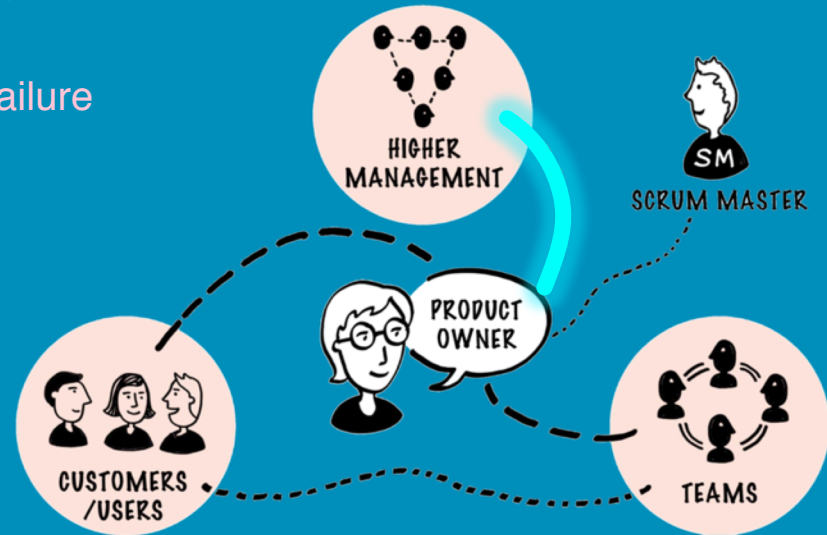 ailure
HIGHER
MANAGEMENT
SM
SCRUM MASTER
PRODUCT
OWNER
CUSTOMERS
/USERS
TEAMS